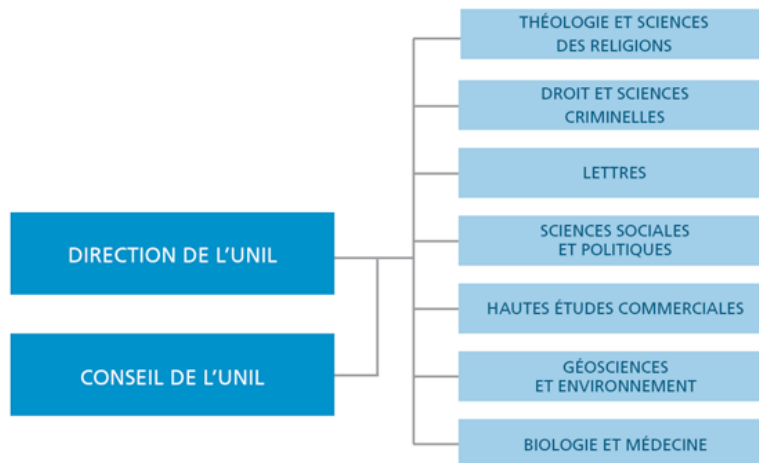 DIRECTION DE L'UNIL
CONSEIL DE L'UNIL
THÉOLOGIE ET SCIENCES
DES RELIGIONS
DROIT ET SCIENCES
CRIMINELLES
LETTRES
SCIENCES SOCIALES
ET POLITIQUES
HAUTES ÉTUDES COMMERCIALES
GÉOSCIENCES
ET ENVIRONNEMENT
BIOLOGIE ET MÉDECINE